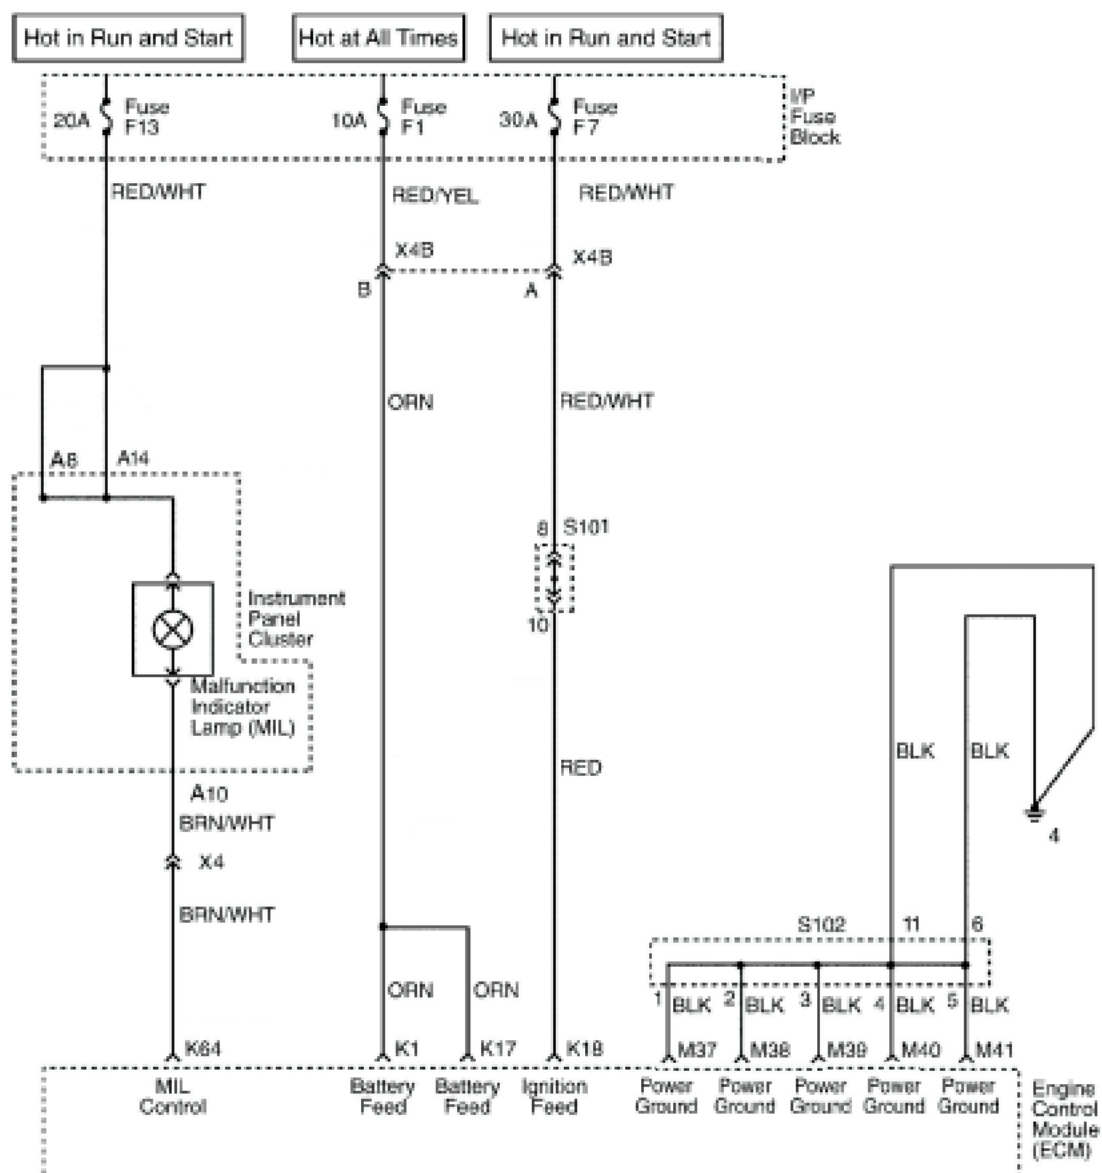 Hot in Run and Start
Hot at All Times
Hot in Run and Start
20A
Fuse
F13
10A
Fuse
F1
30A
Fuse
F7
I/P
Fuse
Block
RED/WHT
RED/YEL
RED/WHT
X4B
X4B
B
A
ORN
RED/WHT
A6
A14
8
S101
10
Instrument
Panel
Cluster
Malfunction
Indicator
Lamp (MIL)
BLK
BLK
RED
A10
BRN/WHT
4
X4
BRN/WHT
S102
11
6
ORN
ORN
1
BLK
2
BLK
3
BLK
4
BLK
5
BLK
K64
K1
K17
K18
M37
M38
M39
M40
M41
MIL
Control
Battery
Feed
Battery
Feed
Ignition
Feed
Power
Ground
Power
Ground
Power
Ground
Power
Ground
Power
Ground
Engine
Control
Module
(ECM)